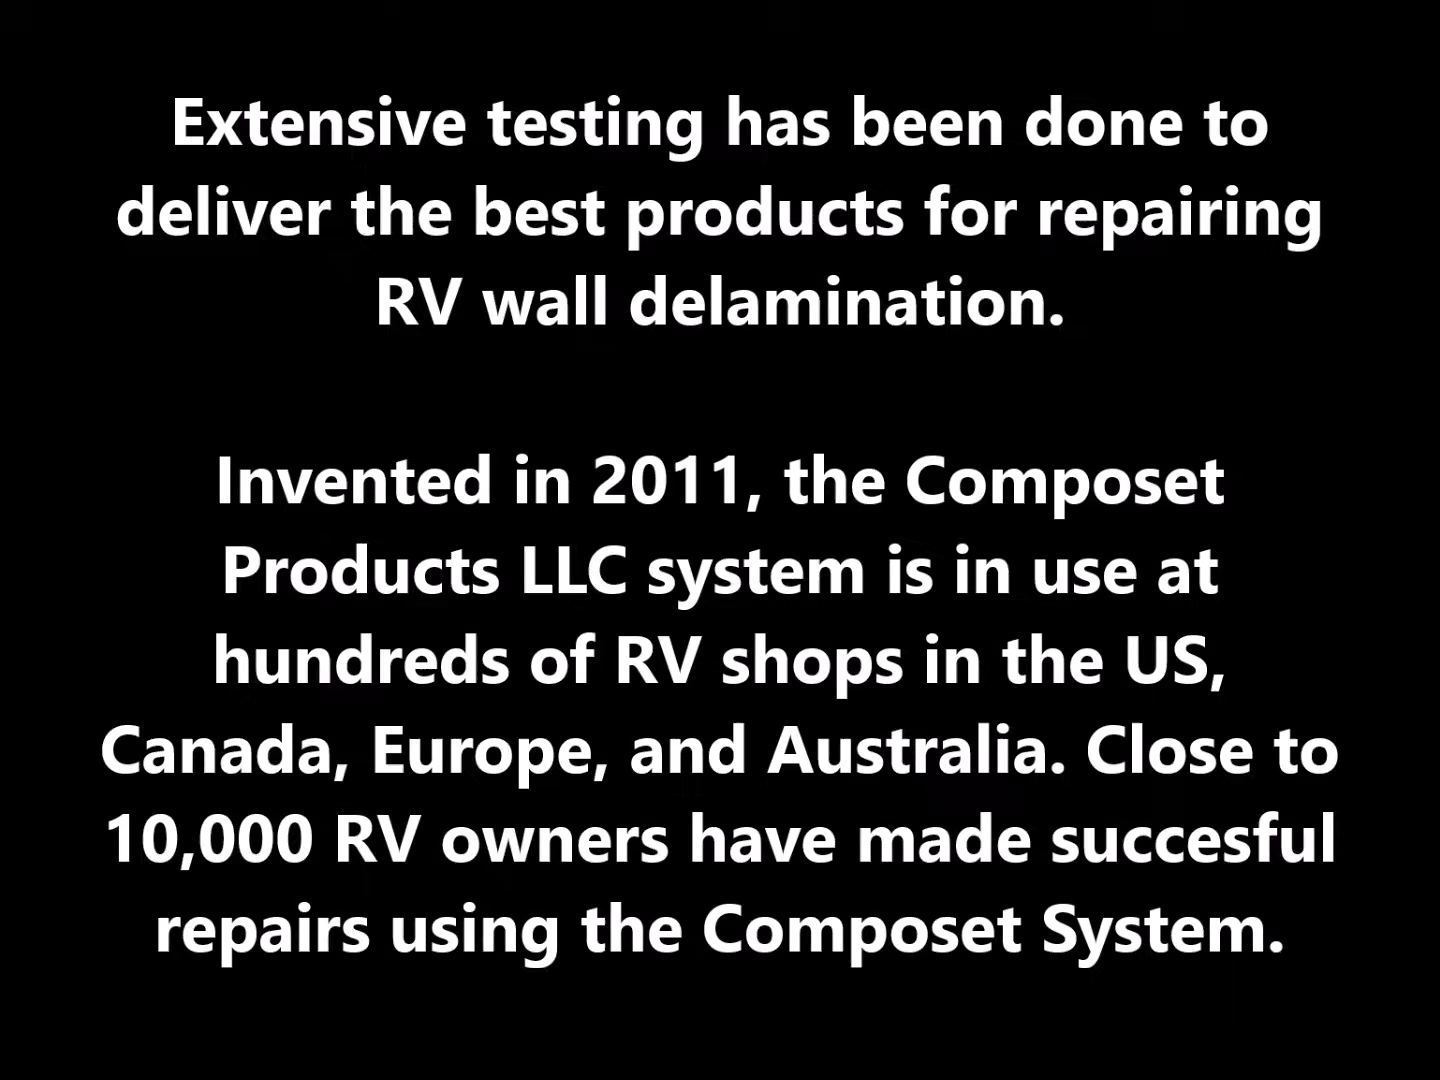 Extensive testing has been done to
deliver the best products for repairing
RV wall delamination.
Invented in 2011, the Composet
Products LLC system is in use at
hundreds of RV shops in the US,
Canada, Europe, and Australia. Close to
10,000 RV owners have made succesful
repairs using the Composet System.